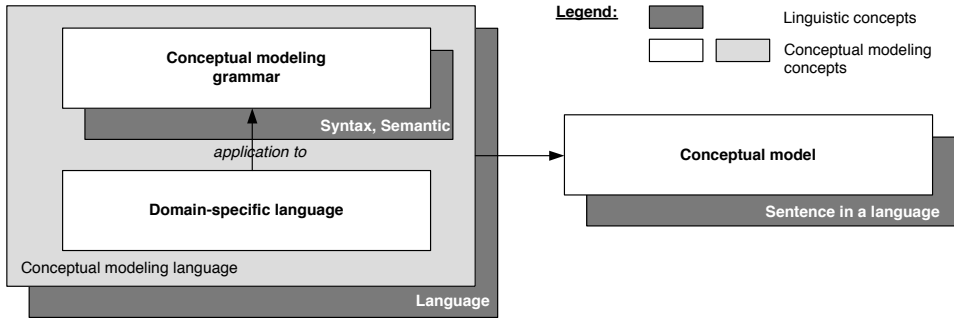 Legend:
Linguistic concepts
Conceptual modeling
concepts
Conceptual modeling
grammar
Syntax, Semantic
application to
Domain-specific language
Conceptual modeling language
Language
Conceptual model
Sentence in a language